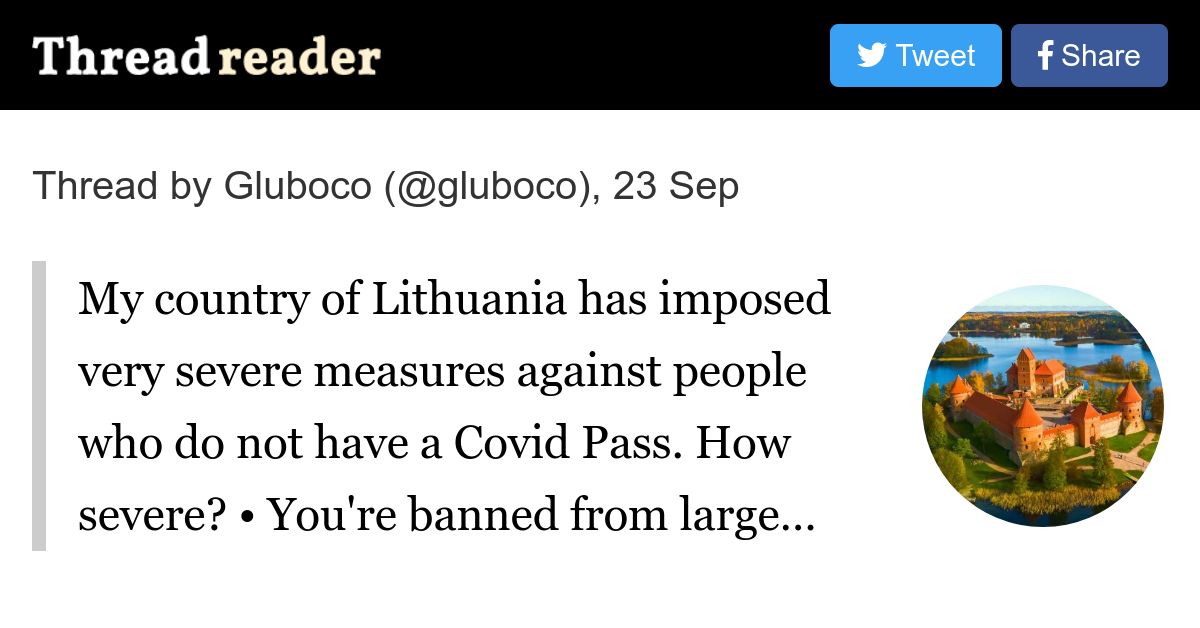 Thread reader
Tweet
Share
Thread by Gluboco (@gluboco), 23 Sep
My country of Lithuania has imposed
very severe measures against people
who do not have a Covid Pass. How
severe? • You're banned from large...